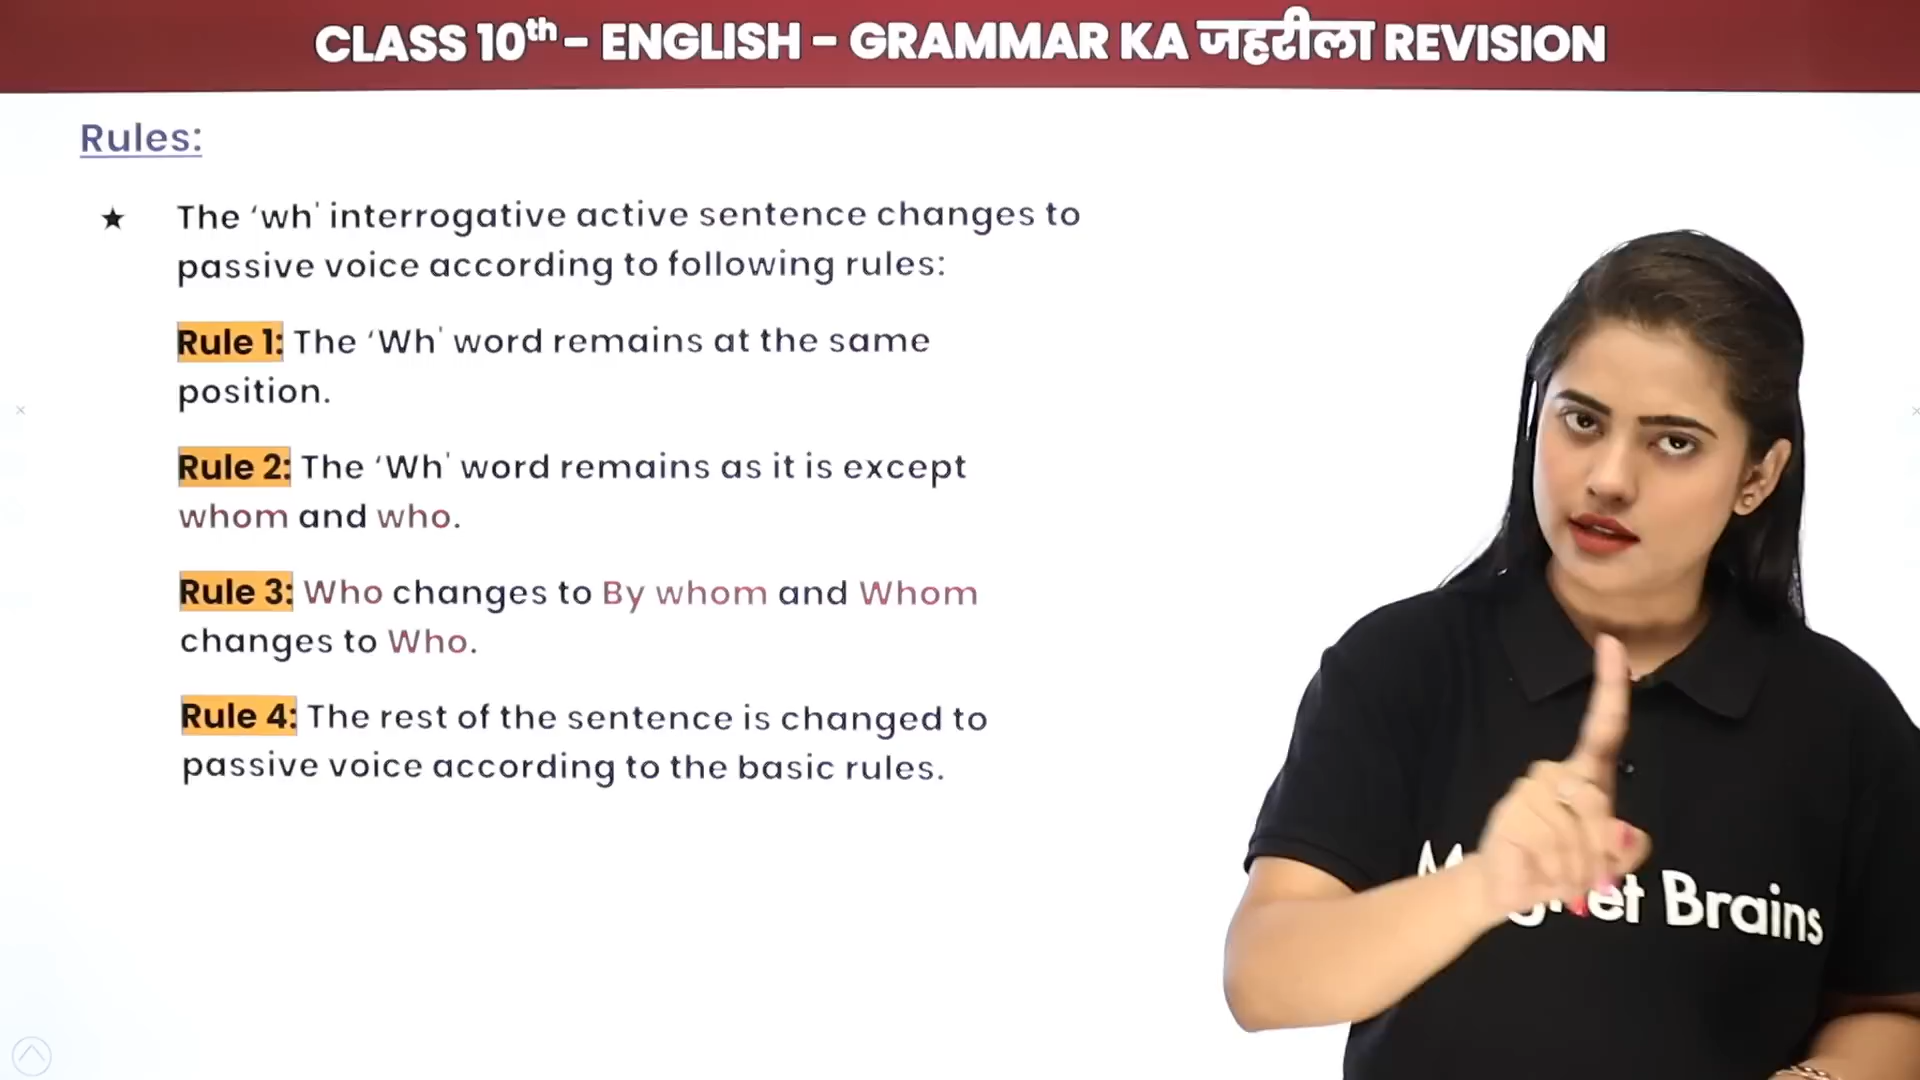 CLASS 10th - ENGLISH - GRAMMAR KA जहरीला REVISION
Rules:
★ The ‘wh' interrogative active sentence changes to
passive voice according to following rules:
Rule 1: The ‘Wh' word remains at the same
position.
Rule 2: The ‘Wh' word remains as it is except
whom and who.
Rule 3: Who changes to By whom and Whom
changes to Who.
Rule 4: The rest of the sentence is changed to
passive voice according to the basic rules.
Brains